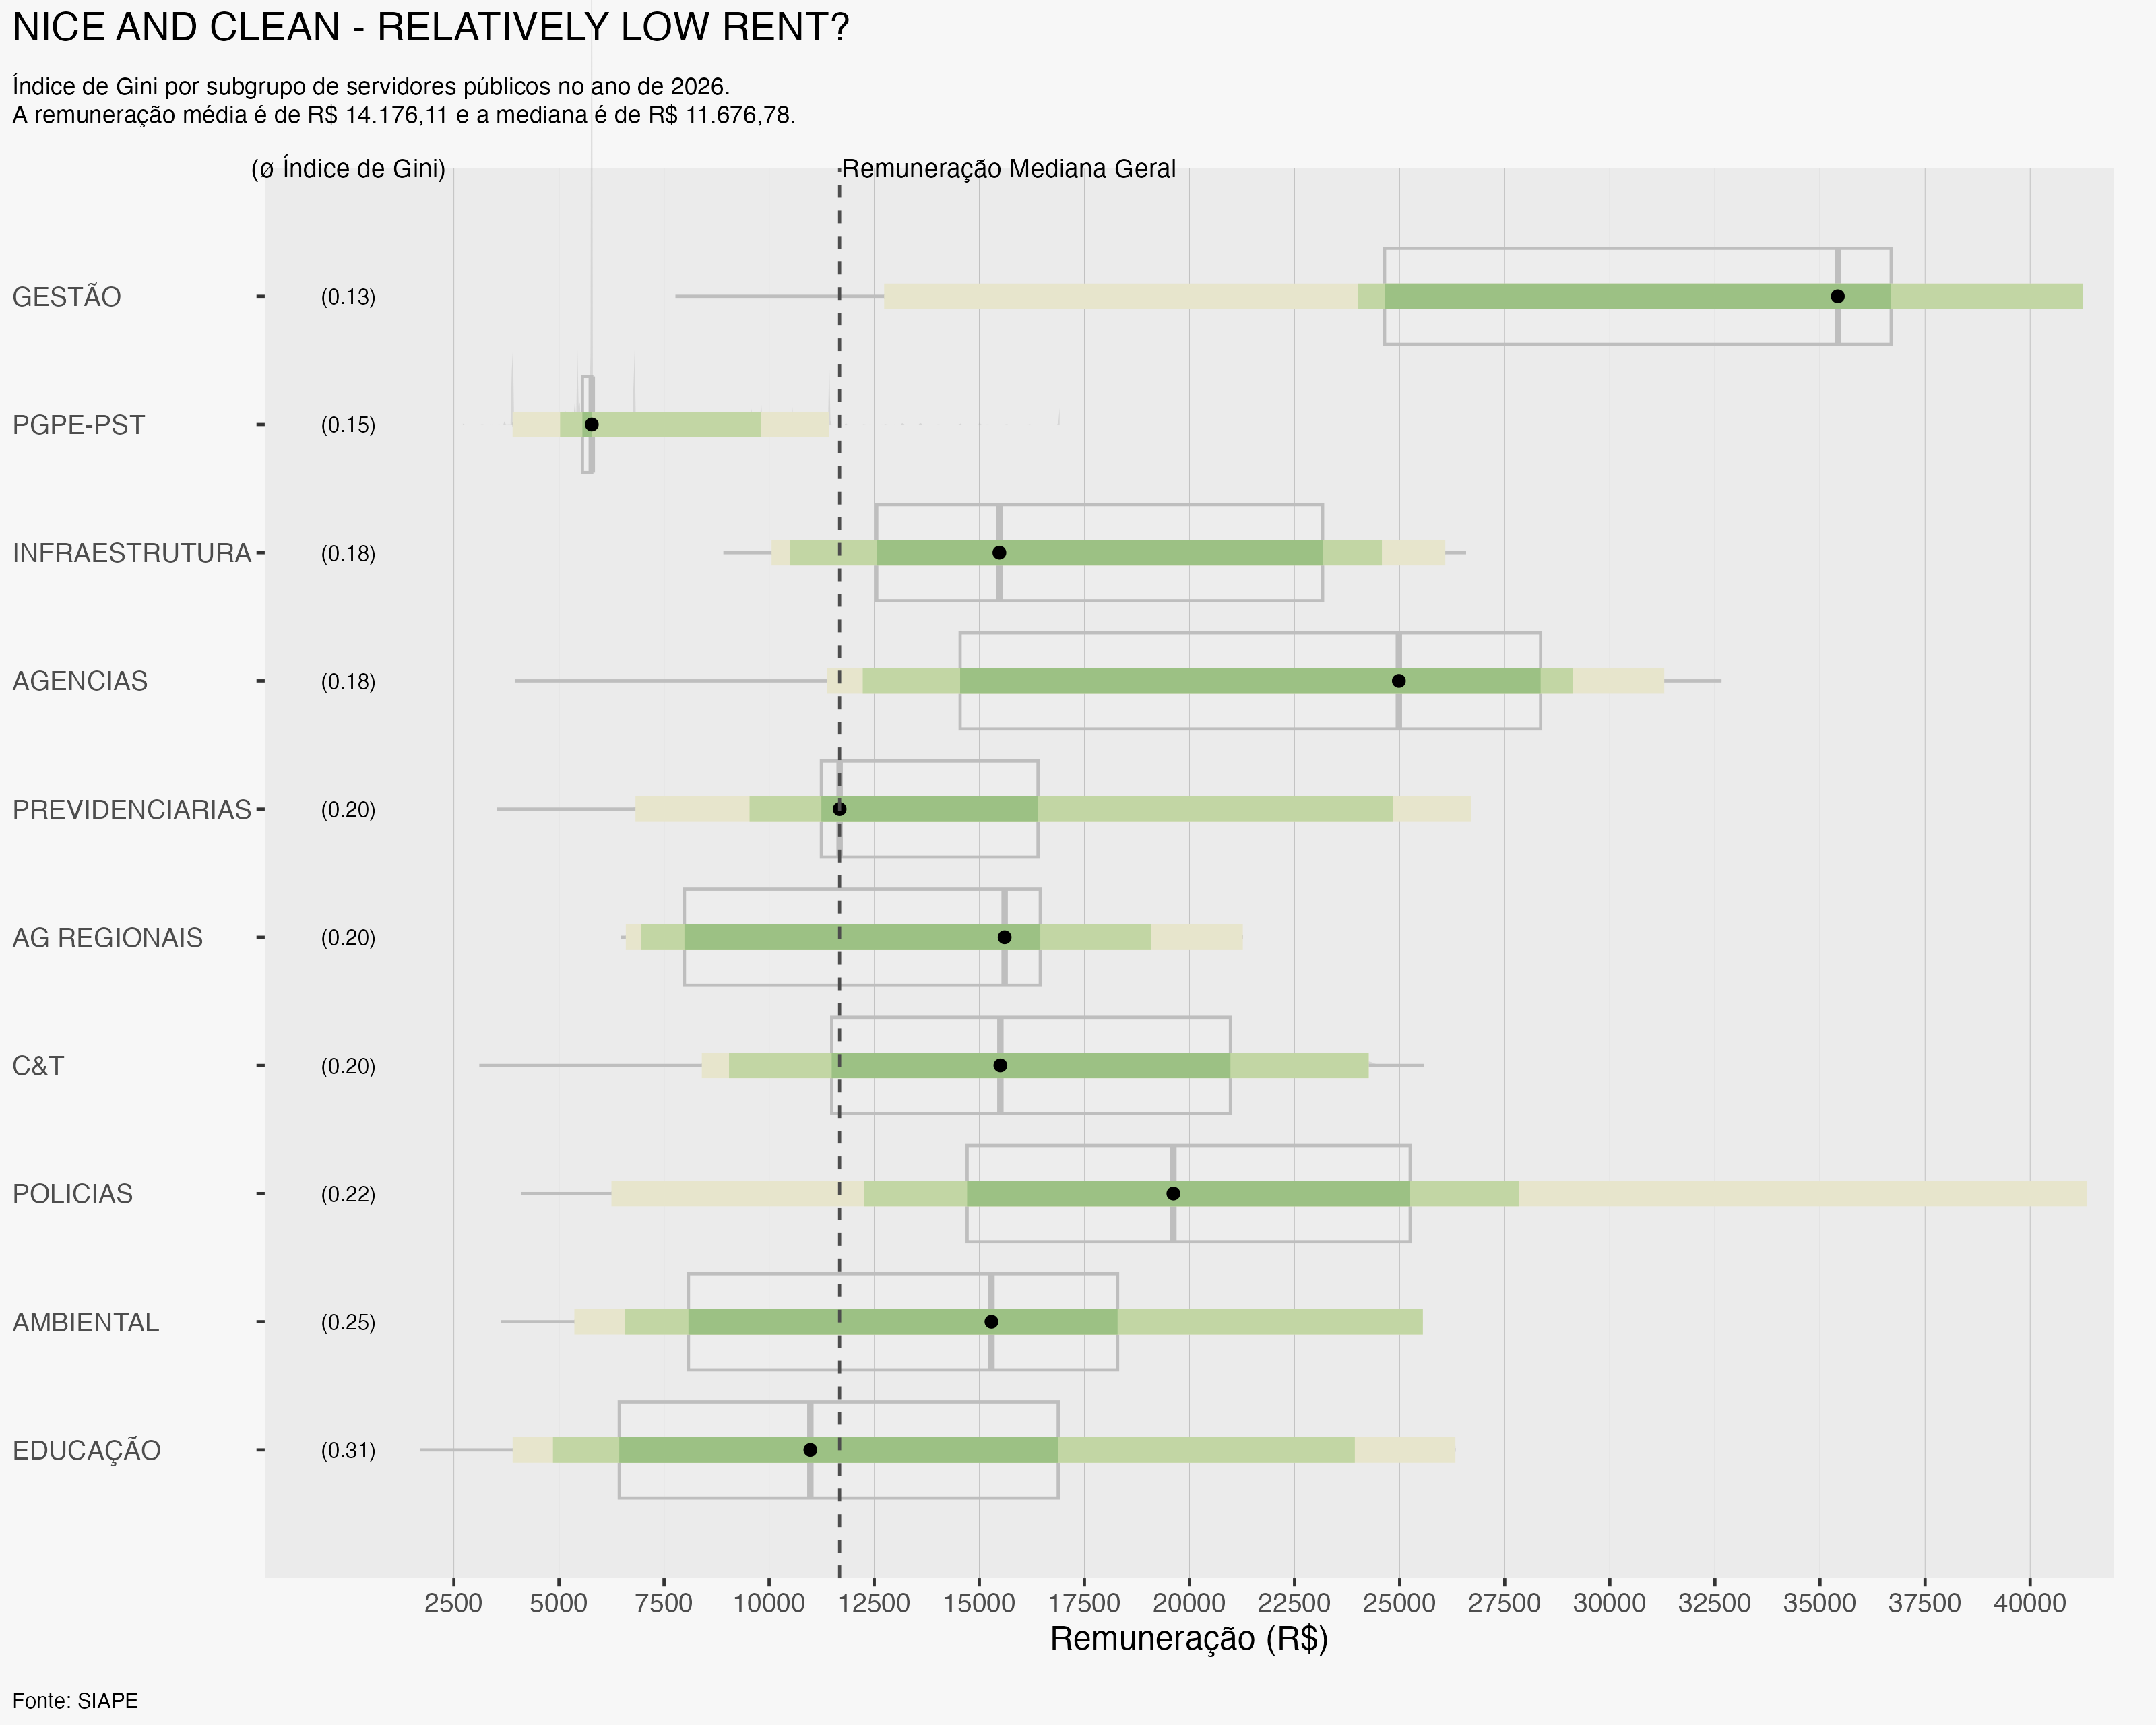 NICE AND CLEAN - RELATIVELY LOW RENT?
Índice de Gini por subgrupo de servidores públicos no ano de 2026.
A remuneração média é de R$ 14.176,11 e a mediana é de R$ 11.676,78.
(ø Índice de Gini) Remuneração Mediana Geral
GESTÃO (0.13)
PGPE-PST (0.15)
INFRAESTRUTURA (0.18)
AGENCIAS (0.18)
PREVIDENCIARIAS (0.20)
AG REGIONAIS (0.20)
C&T (0.20)
POLICIAS (0.22)
AMBIENTAL (0.25)
EDUCAÇÃO (0.31)
2500 5000 7500 10000 12500 15000 17500 20000 22500 25000 27500 30000 32500 35000 37500 40000
Remuneração (R$)
Fonte: SIAPE